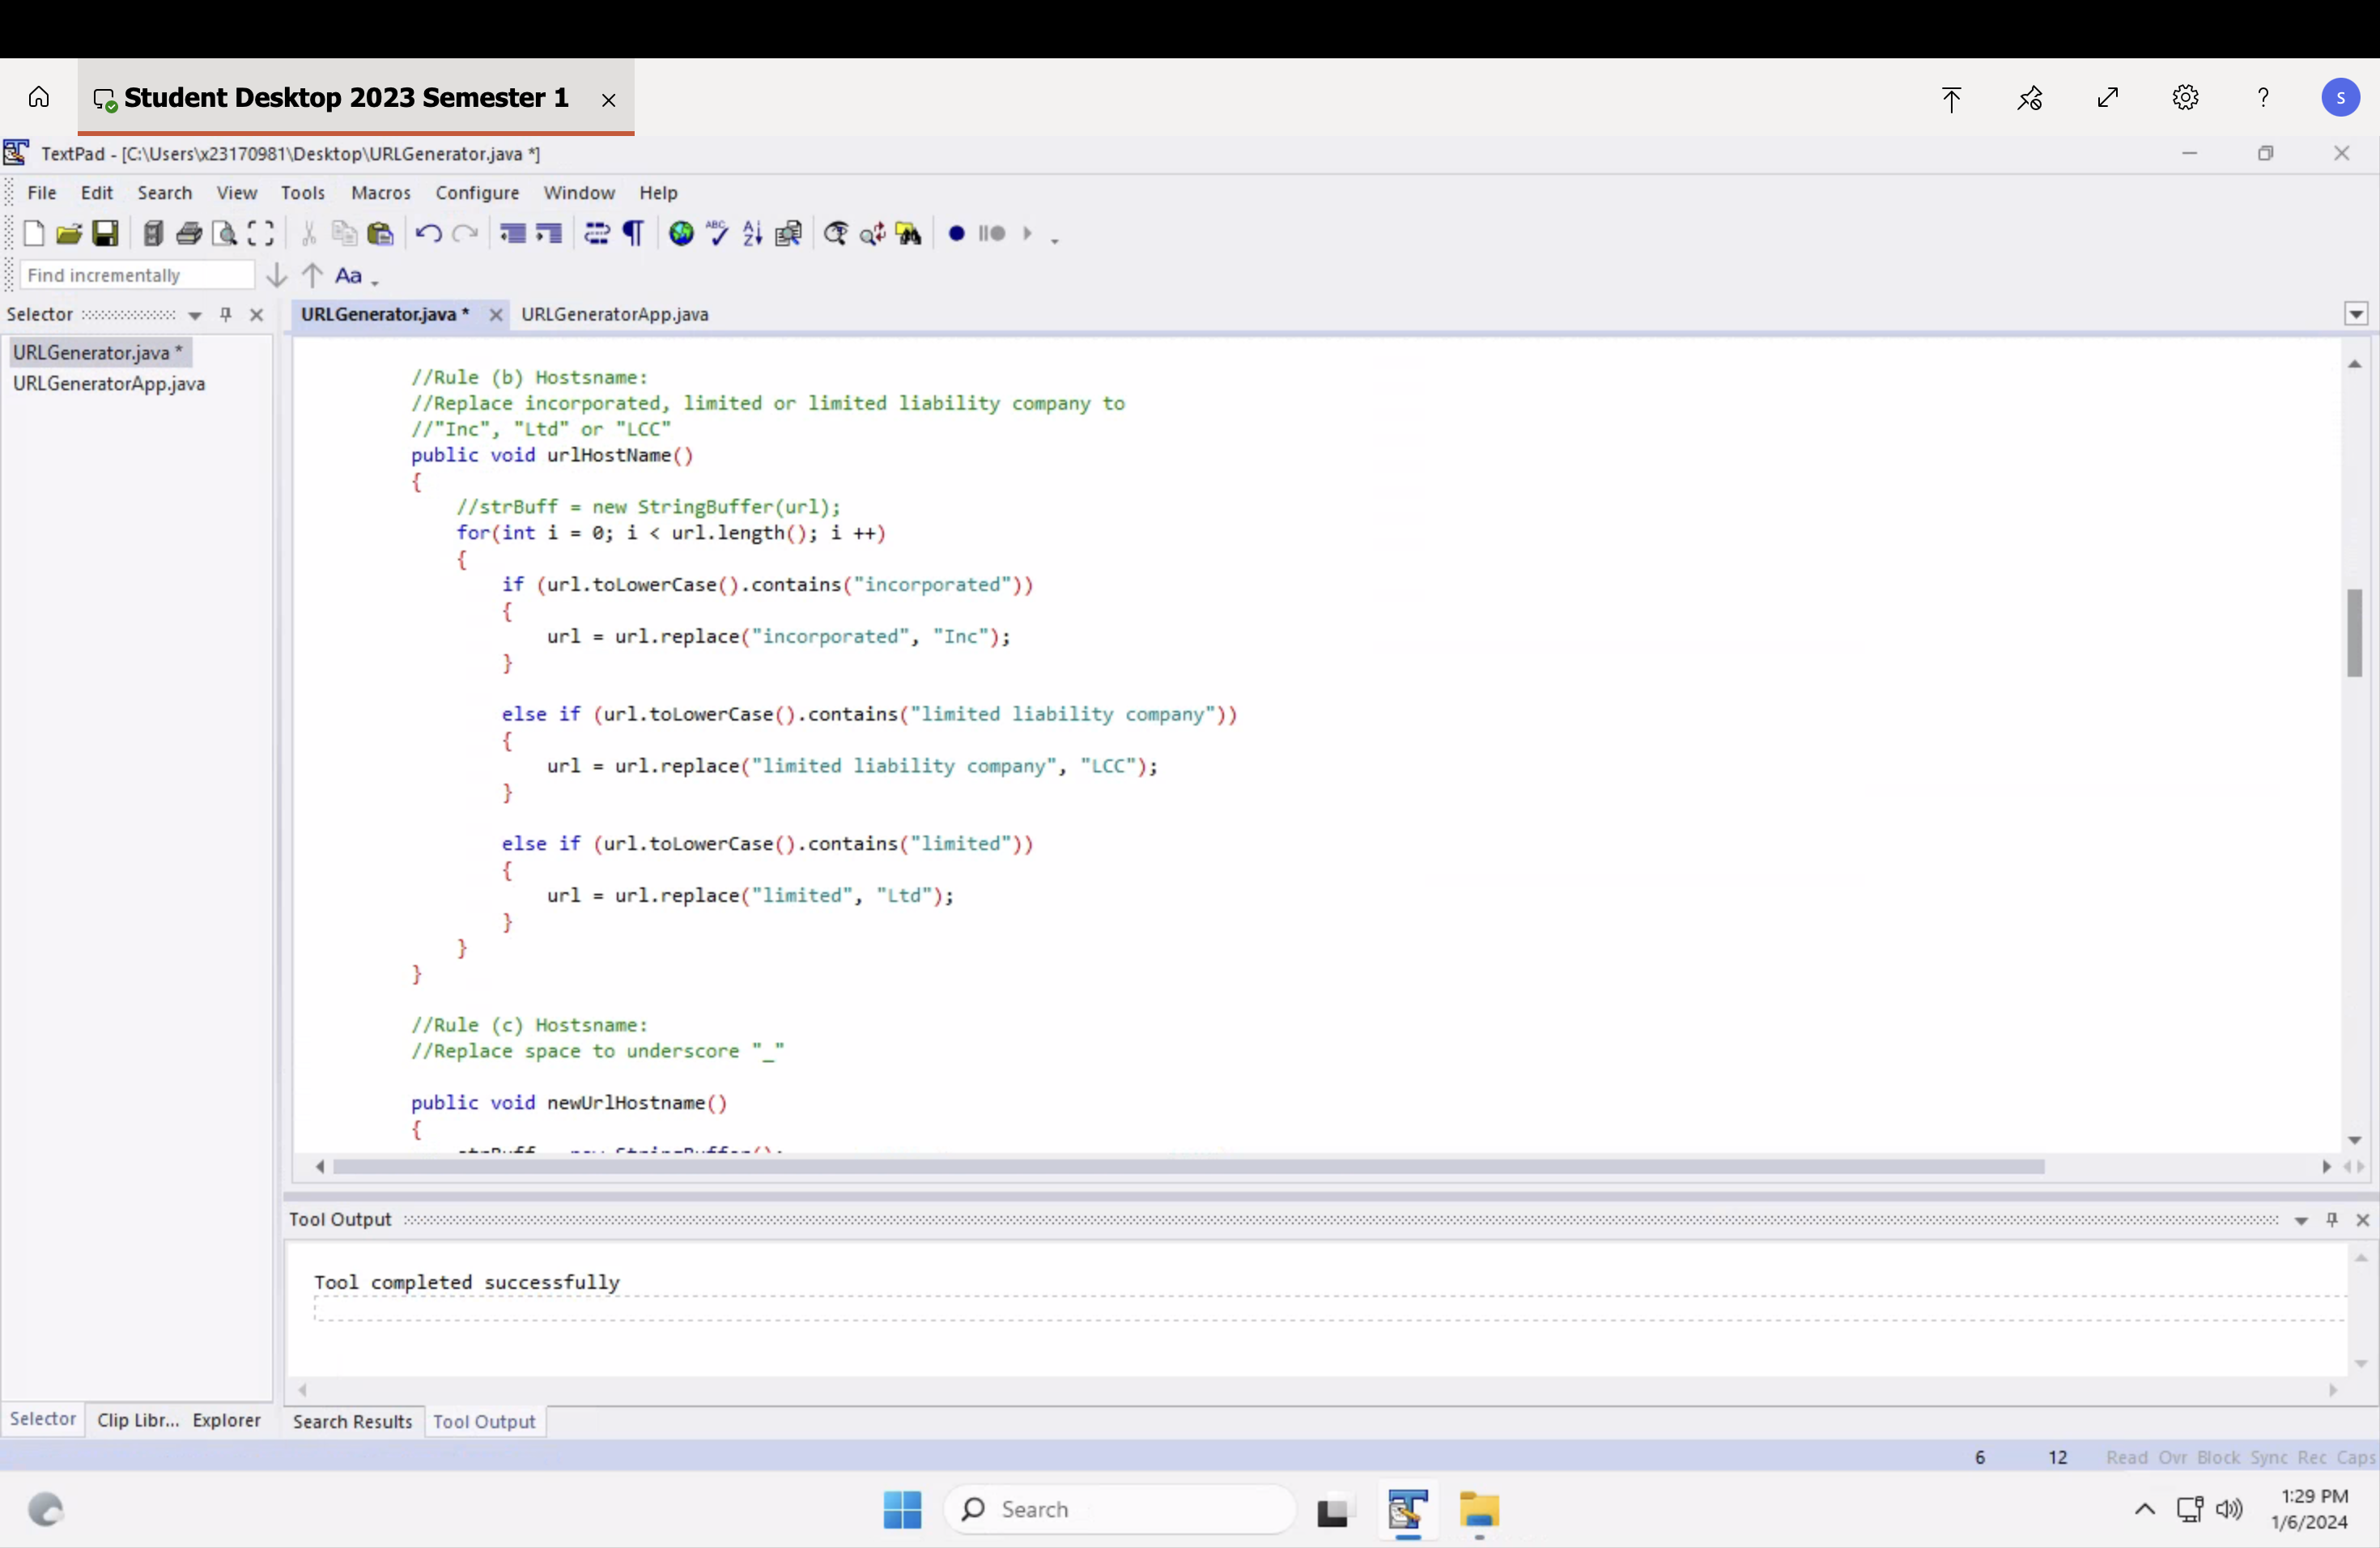 Student Desktop 2023 Semester 1
S
TextPad - [C:\Users\x23170981\Desktop\URLGenerator.java *]
File Edit Search View Tools Macros Configure Window Help
Find incrementally Aa
Selector
URLGenerator.java * URLGeneratorApp.java
URLGenerator.java *
URLGeneratorApp.java
//Rule (b) Hostsname:
//Replace incorporated, limited or limited liability company to
//"Inc", "Ltd" or "LCC"
public void urlHostName()
{
//strBuff = new StringBuffer(url);
for(int i = 0; i < url.length(); i ++)
{
if (url.toLowerCase().contains("incorporated"))
{
url = url.replace("incorporated", "Inc");
}
else if (url.toLowerCase().contains("limited liability company"))
{
url = url.replace("limited liability company", "LCC");
}
else if (url.toLowerCase().contains("limited"))
{
url = url.replace("limited", "Ltd");
}
}
}
//Rule (c) Hostsname:
//Replace space to underscore "_"
public void newUrlHostname()
{
strBuff = new StringBuffer();
Tool Output
Tool completed successfully
Selector Clip Libr... Explorer
Search Results Tool Output
6 12 Read Ovr Block Sync Rec Caps
Search
1:29 PM
1/6/2024